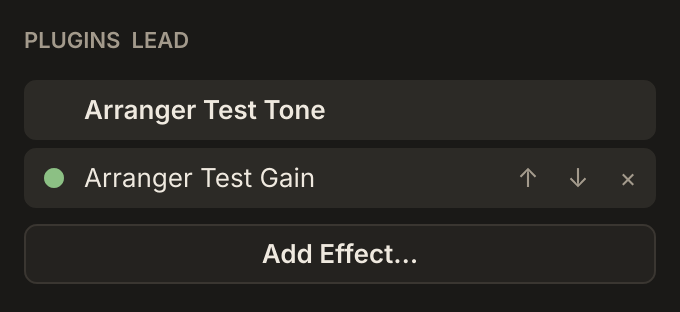 PLUGINS LEAD
Arranger Test Tone
Arranger Test Gain ↑ ↓ ×
Add Effect...